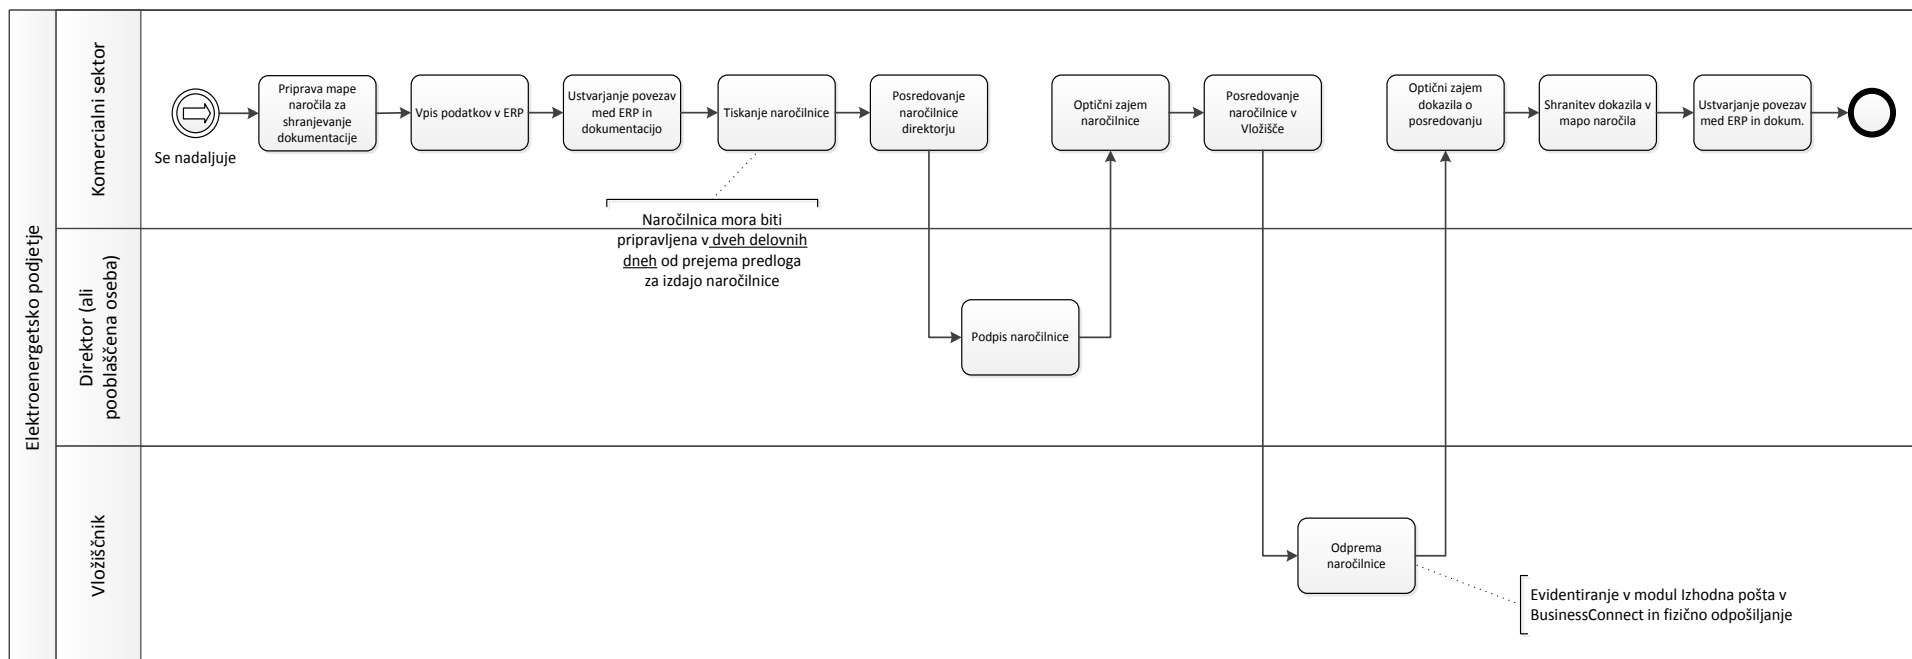 Elektroenergetsko podjetje
Komercialni sektor
Se nadaljuje
Priprava mape
naročila za
shranjevanje
dokumentacije
Vpis podatkov v ERP
Ustvarjanje povezav
med ERP in
dokumentacijo
Tiskanje naročilnice
Posredovanje
naročilnice
direktorju
Optični zajem
naročilnice
Posredovanje
naročilnice v
Vložišče
Optični zajem
dokazila o
posredovanju
Shranitev dokazila v
mapo naročila
Ustvarjanje povezav
med ERP in dokum.
Naročilnica mora biti
pripravljena v dveh delovnih
dneh od prejema predloga
za izdajo naročilnice
Direktor (ali
pooblaščena oseba)
Podpis naročilnice
Vložiščnik
Odprema
naročilnice
Evidentiranje v modul Izhodna pošta v
BusinessConnect in fizično odpošiljanje